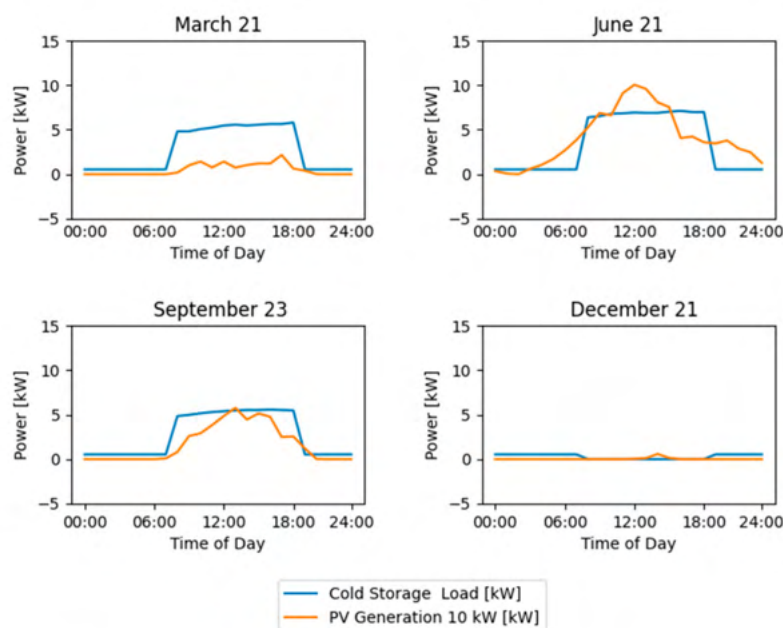 March 21
Power [kW]
15
10
5
0
−5
00:00 06:00 12:00 18:00 24:00
Time of Day
June 21
Power [kW]
15
10
5
0
−5
00:00 06:00 12:00 18:00 24:00
Time of Day
September 23
Power [kW]
15
10
5
0
−5
00:00 06:00 12:00 18:00 24:00
Time of Day
December 21
Power [kW]
15
10
5
0
−5
00:00 06:00 12:00 18:00 24:00
Time of Day
Cold Storage Load [kW]
PV Generation 10 kW [kW]